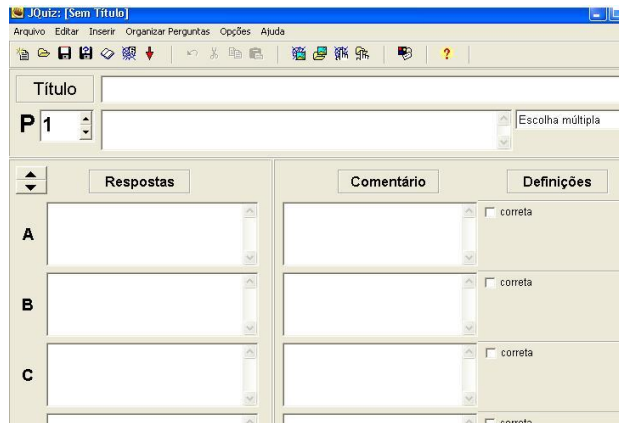 JQuiz: [Sem Título]
Arquivo Editar Inserir Organizar Perguntas Opções Ajuda
?
Título
P 1 Escolha múltipla
Respostas Comentário Definições
A correta
B correta
C correta
correta